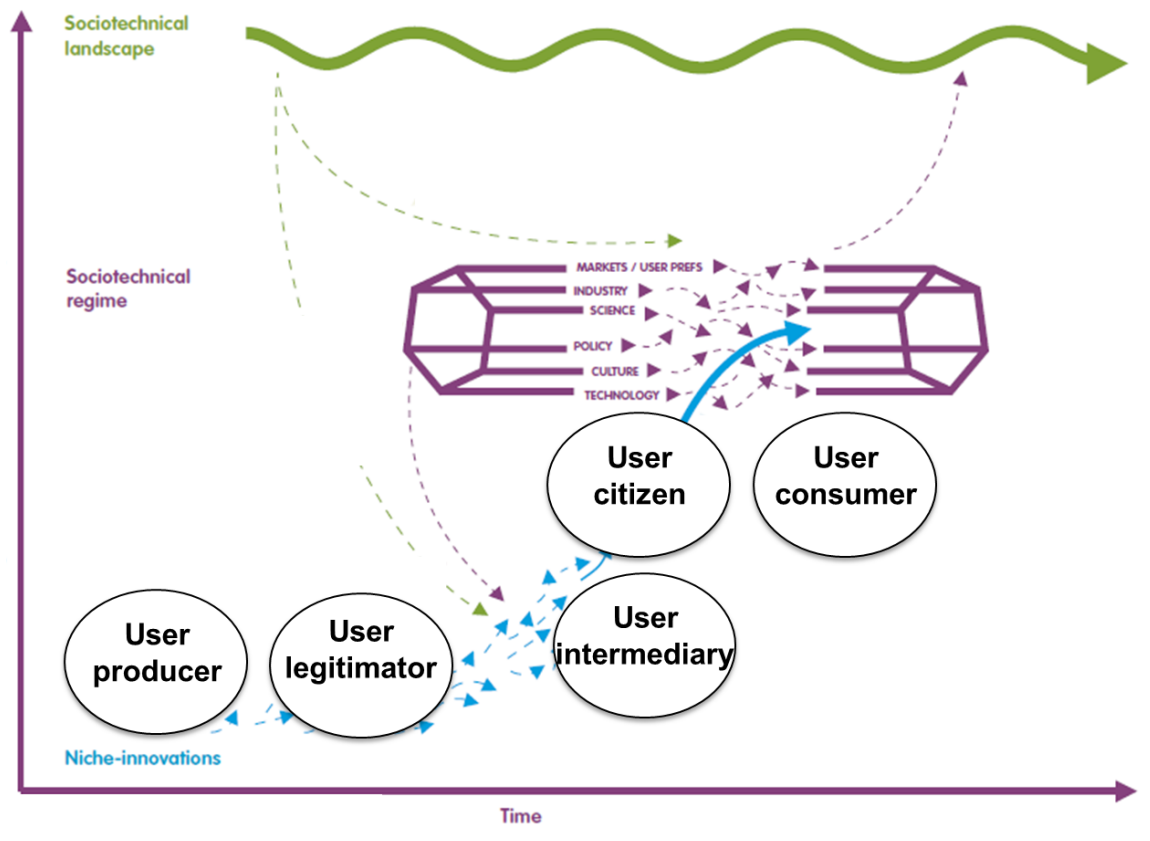 Sociotechnical
landscape
Sociotechnical
regime
MARKETS / USER PREFS
INDUSTRY
SCIENCE
POLICY
CULTURE
TECHNOLOGY
User
citizen
User
consumer
User
producer
User
legitimator
User
intermediary
Niche-innovations
Time